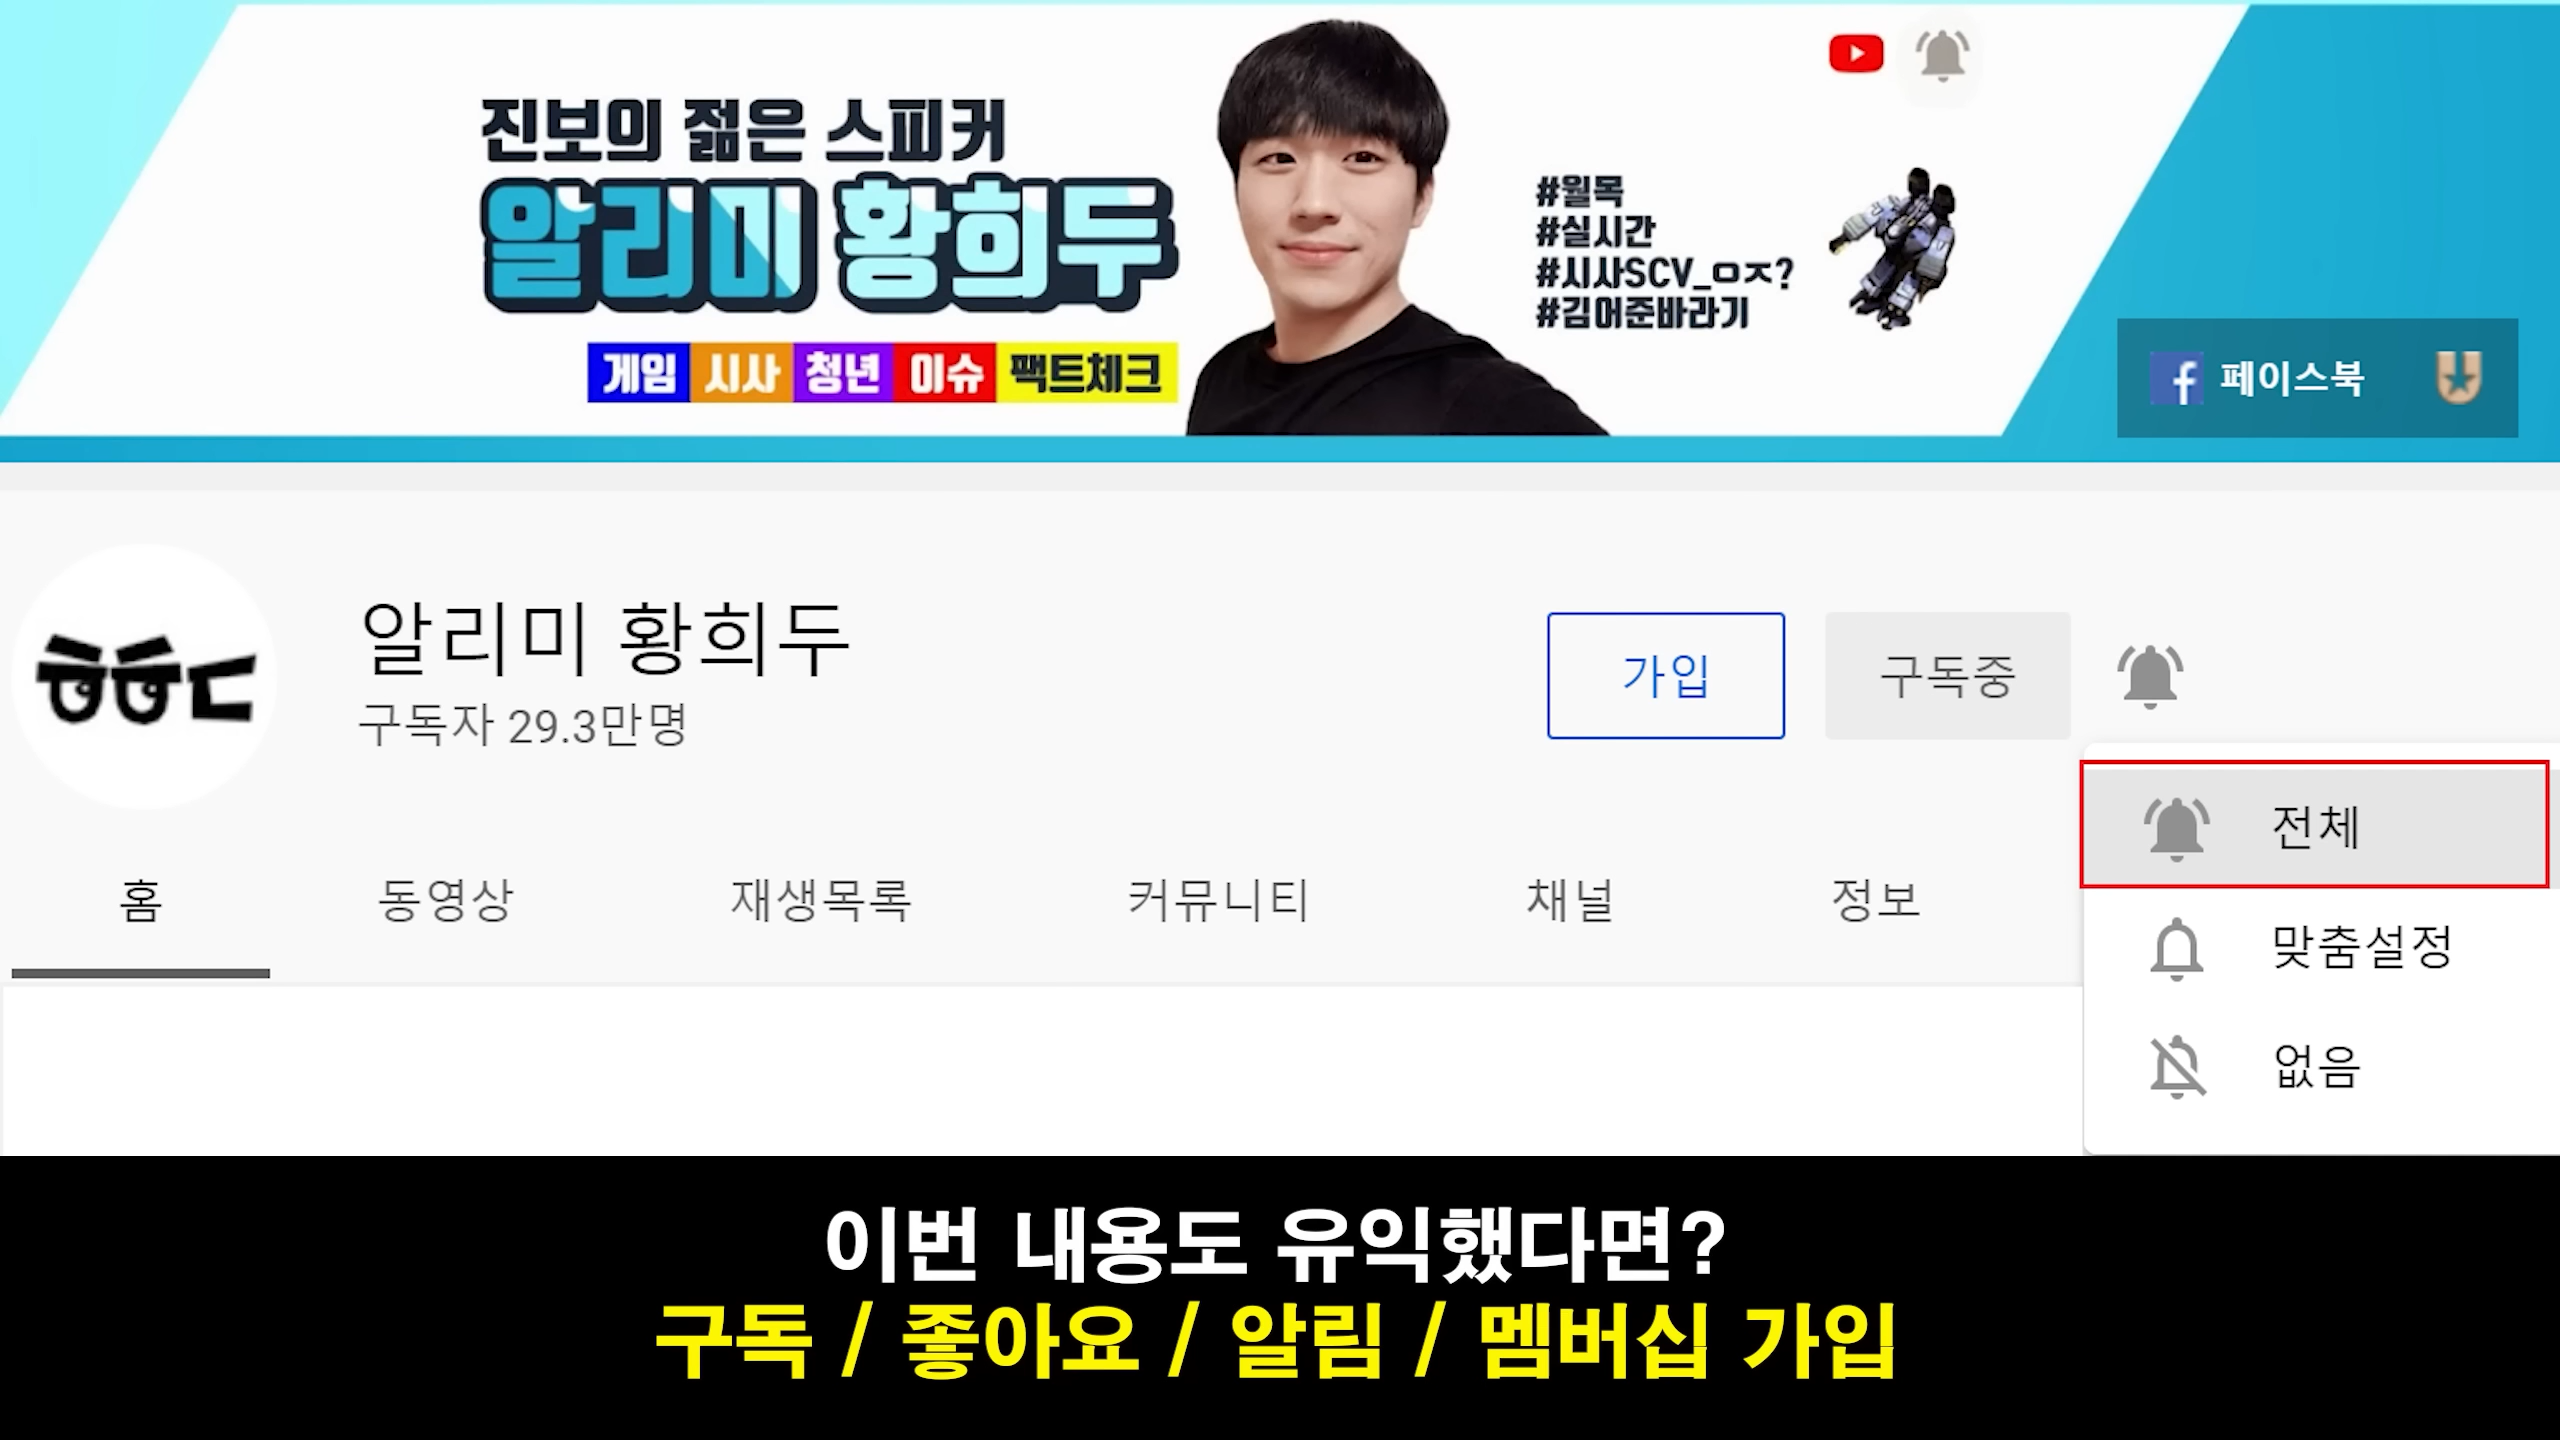 진보의 젊은 스피커
알리미 황희두
게임 시사 청년 이슈 팩트체크
#월목
#실시간
#시사SCV_ㅁㅈ?
#김어준바라기
페이스북
ㅎㅎㄷ
알리미 황희두
구독자 29.3만명
가입
구독중
홈 동영상 재생목록 커뮤니티 채널 정보
전체
맞춤설정
없음
이번 내용도 유익했다면?
구독 / 좋아요 / 알림 / 멤버십 가입